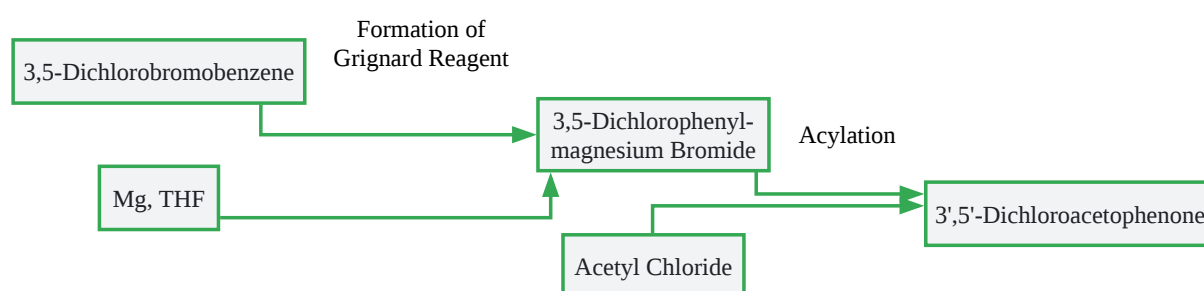 Formation of
Grignard Reagent
3,5-Dichlorobromobenzene
3,5-Dichlorophenyl-
magnesium Bromide
Acylation
Mg, THF
3',5'-Dichloroacetophenone
Acetyl Chloride